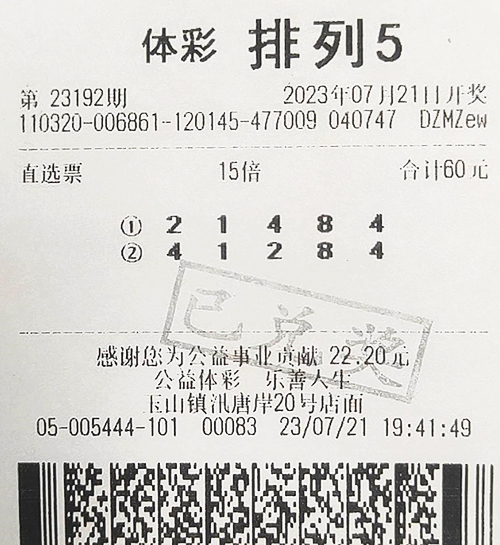 体彩 排列5
第 23192期 2023年07月21日开奖
110320-006861-120145-477009 040747 DZMZew
直选票 15倍 合计60元
① 2 1 4 8 4
② 4 1 2 8 4
已兑奖
感谢您为公益事业贡献 22.20元
公益体彩 乐善人生
玉山镇汛唐岸20号店面
05-005444-101 00083 23/07/21 19:41:49